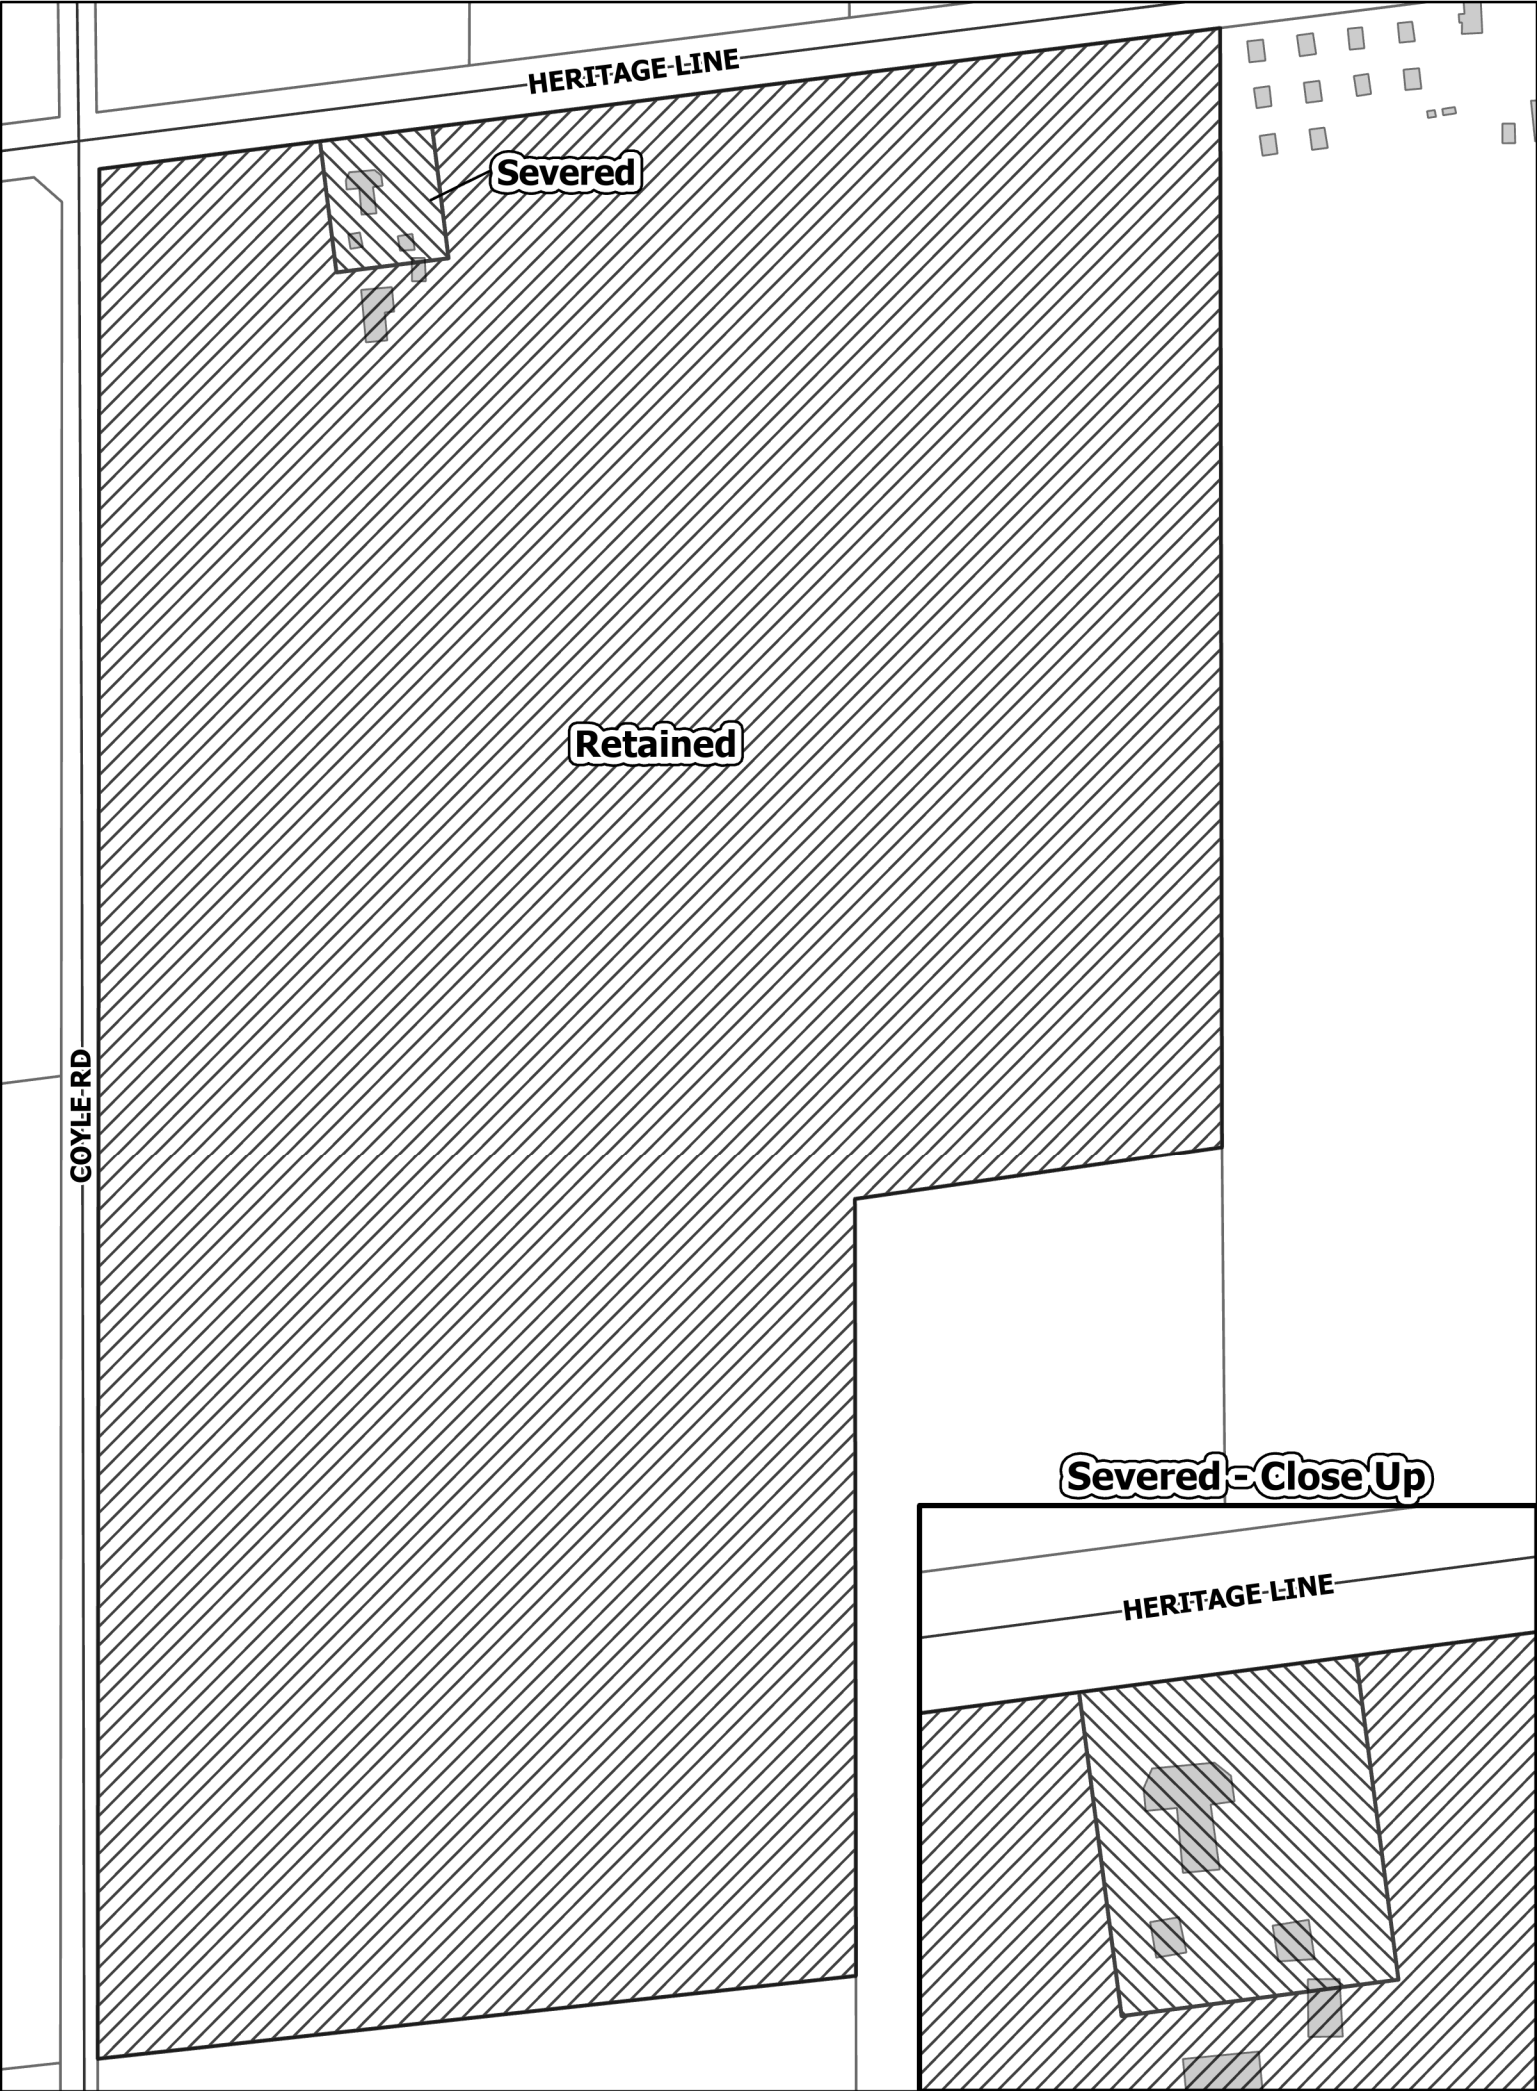 HERITAGE LINE
Severed
Retained
COYLE RD
Severed - Close Up
HERITAGE LINE